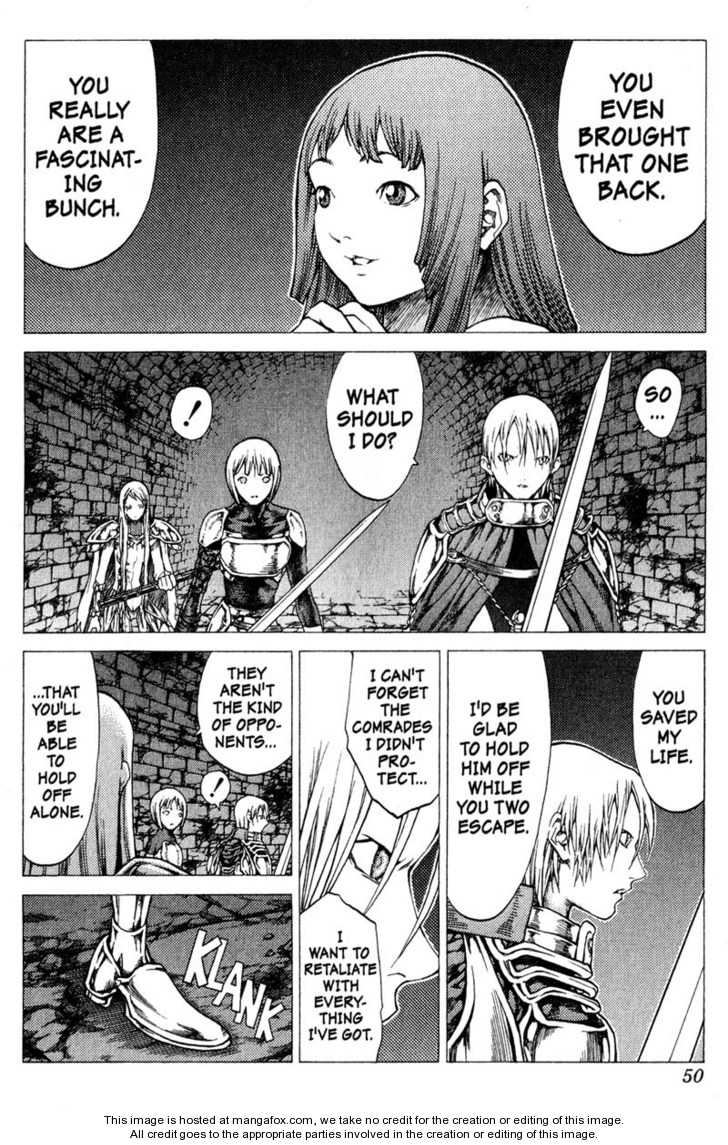 YOU
EVEN
BROUGHT
THAT ONE
BACK.
YOU
REALLY
ARE A
FASCINAT-
ING
BUNCH.
SO
...
WHAT
SHOULD
I DO?
!
YOU
SAVED
MY
LIFE.
I'D BE
GLAD
TO HOLD
HIM OFF
WHILE
YOU TWO
ESCAPE.
I CAN'T
FORGET
THE
COMRADES
I DIDN'T
PRO-
TECT...
I
WANT TO
RETALIATE
WITH
EVERY-
THING
I'VE GOT.
THEY
AREN'T
THE KIND
OF OPPO-
NENTS...
!
...THAT
YOU'LL
BE
ABLE
TO
HOLD
OFF
ALONE.
KLANK
50
This image is hosted at mangafox.com, we take no credit for the creation or editing of this image.
All credit goes to the appropriate parties involved in the creation or editing of this image.